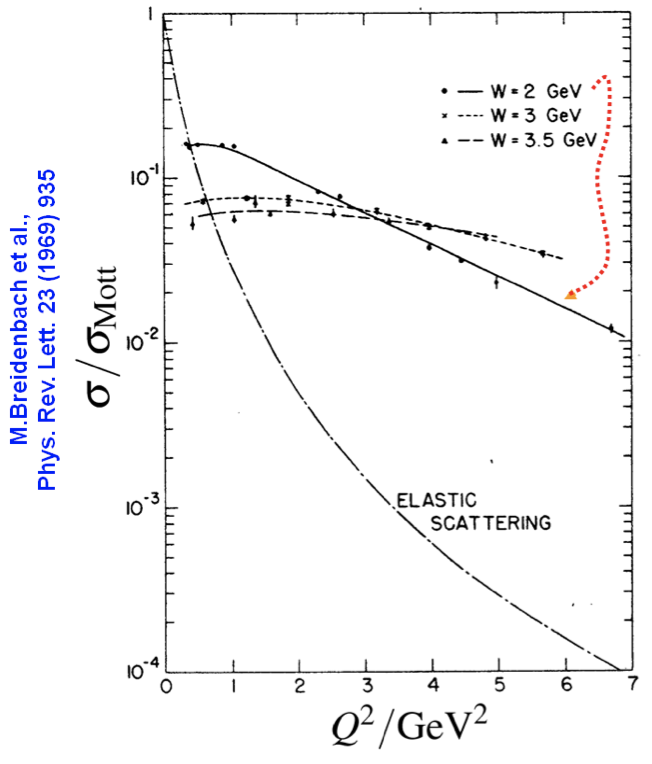 M.Breidenbach et al.,
Phys. Rev. Lett. 23 (1969) 935
σ/σMott
1
10⁻¹
10⁻²
10⁻³
10⁻⁴
W = 2 GeV
W = 3 GeV
W = 3.5 GeV
ELASTIC
SCATTERING
0 1 2 3 4 5 6 7
Q²/GeV²